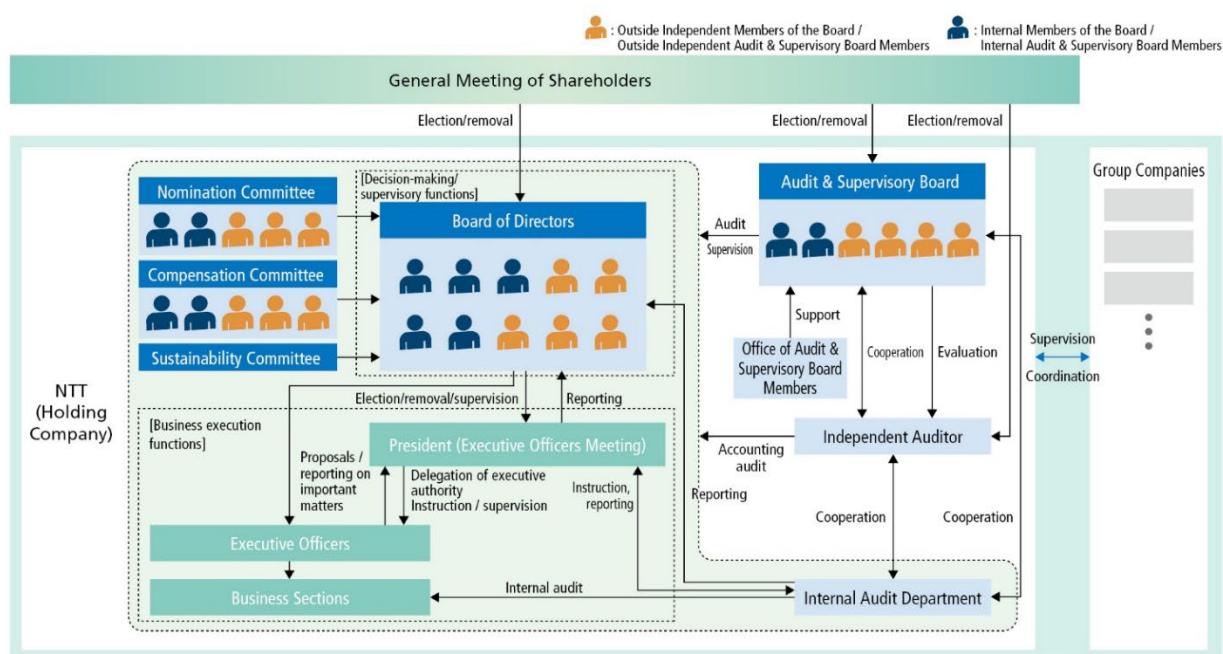 : Outside Independent Members of the Board /
Outside Independent Audit & Supervisory Board Members
: Internal Members of the Board /
Internal Audit & Supervisory Board Members
General Meeting of Shareholders
Election/removal
Election/removal
Election/removal
NTT
(Holding
Company)
Nomination Committee
Compensation Committee
Sustainability Committee
[Decision-making/
supervisory functions]
Board of Directors
Audit & Supervisory Board
Audit
Supervision
Support
Office of Audit &
Supervisory Board
Members
Cooperation
Evaluation
Group Companies
Supervision
Coordination
Election/removal/supervision
Reporting
[Business execution
functions]
President (Executive Officers Meeting)
Independent Auditor
Accounting
audit
Proposals /
reporting on
important
matters
Delegation of executive
authority
Instruction / supervision
Instruction,
reporting
Reporting
Cooperation
Cooperation
Executive Officers
Business Sections
Internal audit
Internal Audit Department